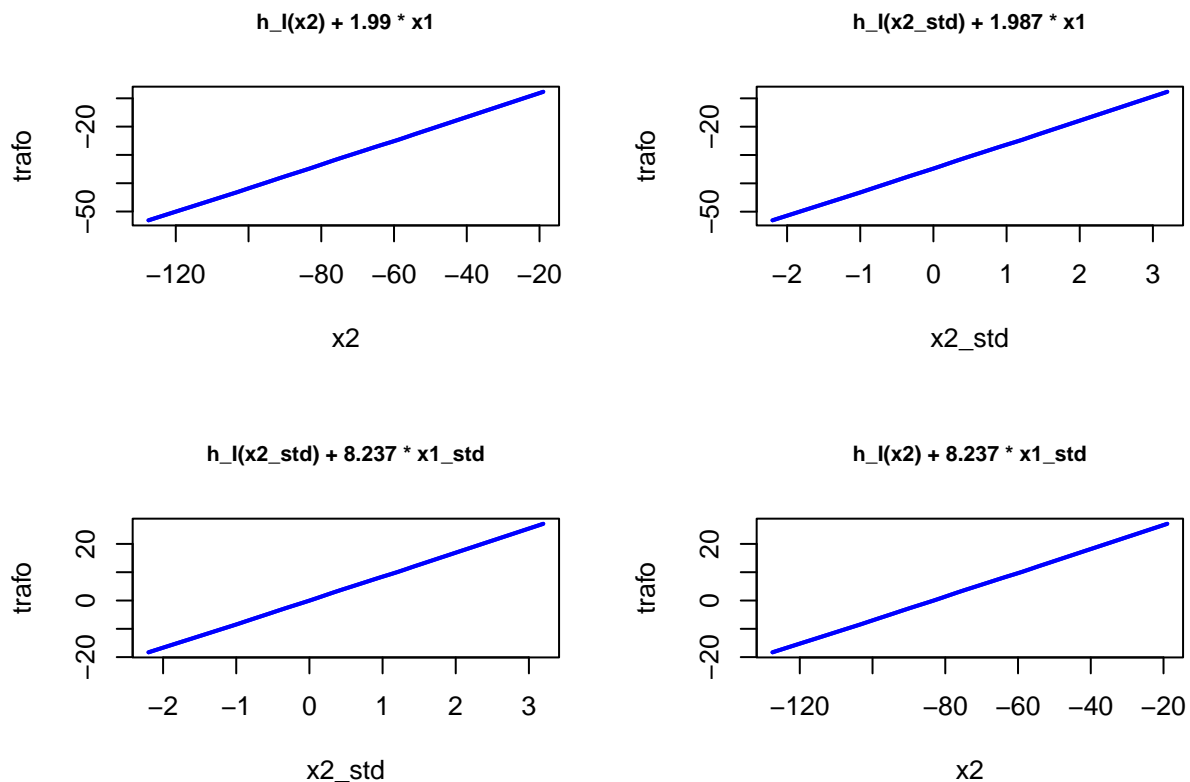 h_I(x2) + 1.99 * x1
trafo
−20
−50
−120 −80 −60 −40 −20
x2
h_I(x2_std) + 1.987 * x1
trafo
−20
−50
−2 −1 0 1 2 3
x2_std
h_I(x2_std) + 8.237 * x1_std
trafo
20
0
−20
−2 −1 0 1 2 3
x2_std
h_I(x2) + 8.237 * x1_std
trafo
20
0
−20
−120 −80 −60 −40 −20
x2